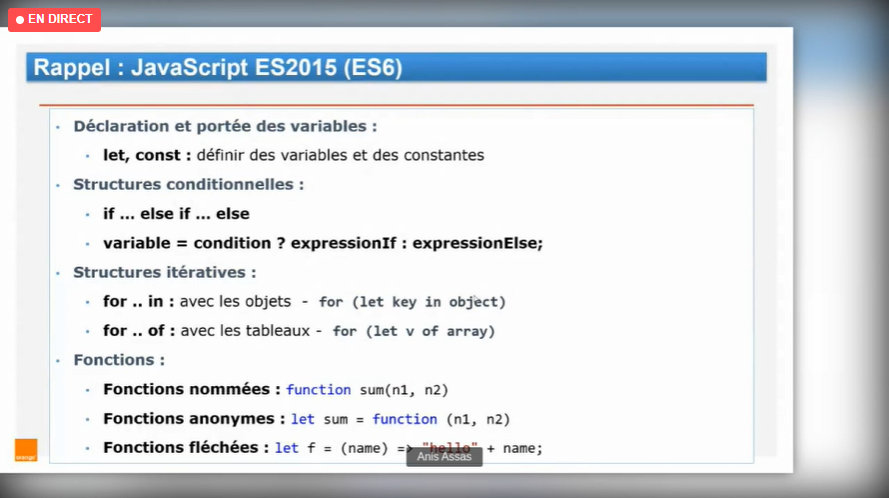 EN DIRECT
Rappel : JavaScript ES2015 (ES6)
Déclaration et portée des variables :
let, const : définir des variables et des constantes
Structures conditionnelles :
if ... else if ... else
variable = condition ? expressionIf : expressionElse;
Structures itératives :
for .. in : avec les objets - for (let key in object)
for .. of : avec les tableaux - for (let v of array)
Fonctions :
Fonctions nommées : function sum(n1, n2)
Fonctions anonymes : let sum = function (n1, n2)
Fonctions fléchées : let f = (name) => "hello" + name;
Anis Assas
orange